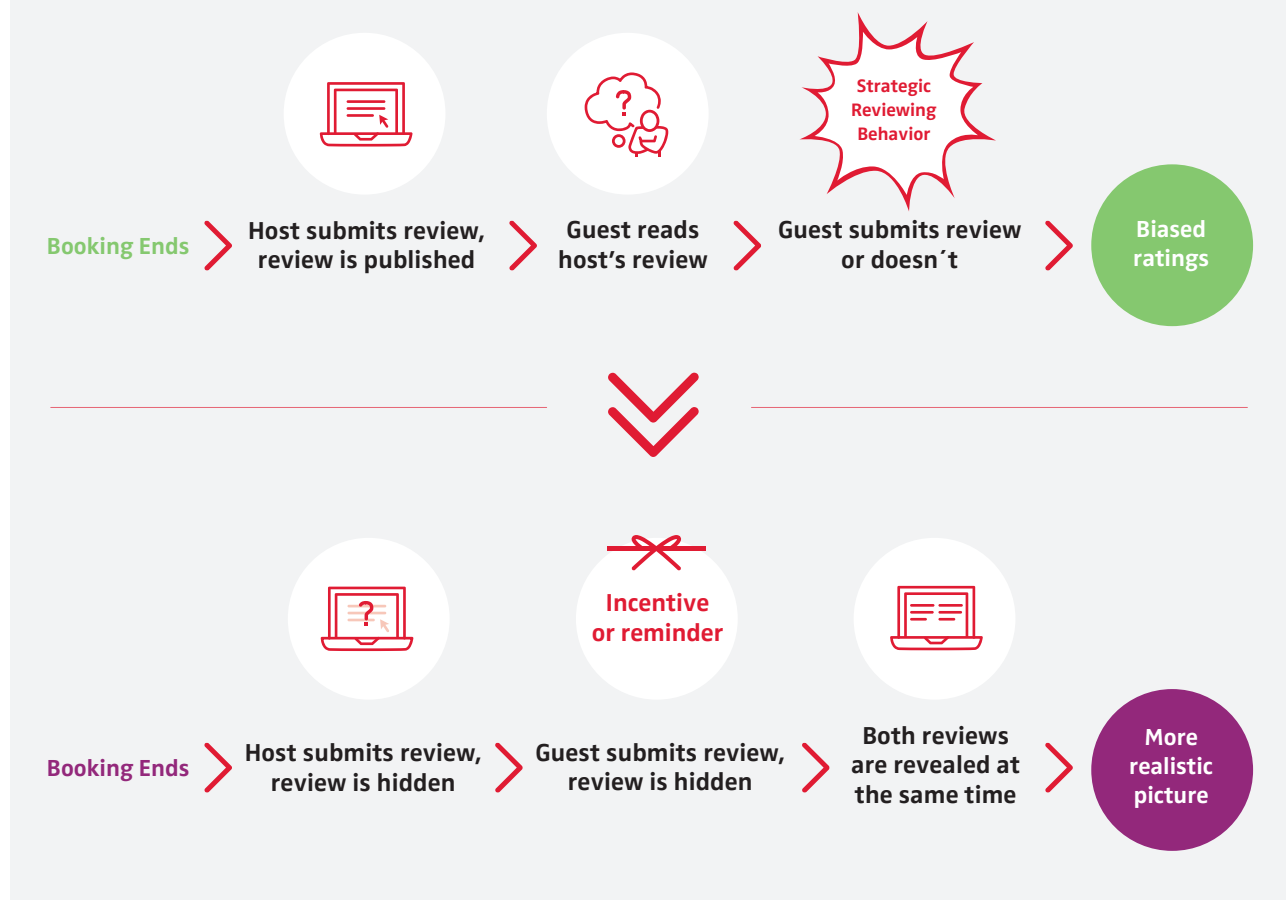 Strategic
Reviewing
Behavior
Booking Ends
Host submits review,
review is published
Guest reads
host's review
Guest submits review
or doesn´t
Biased
ratings
?
?
Incentive
or reminder
Booking Ends
Host submits review,
review is hidden
Guest submits review,
review is hidden
Both reviews
are revealed at
the same time
More
realistic
picture